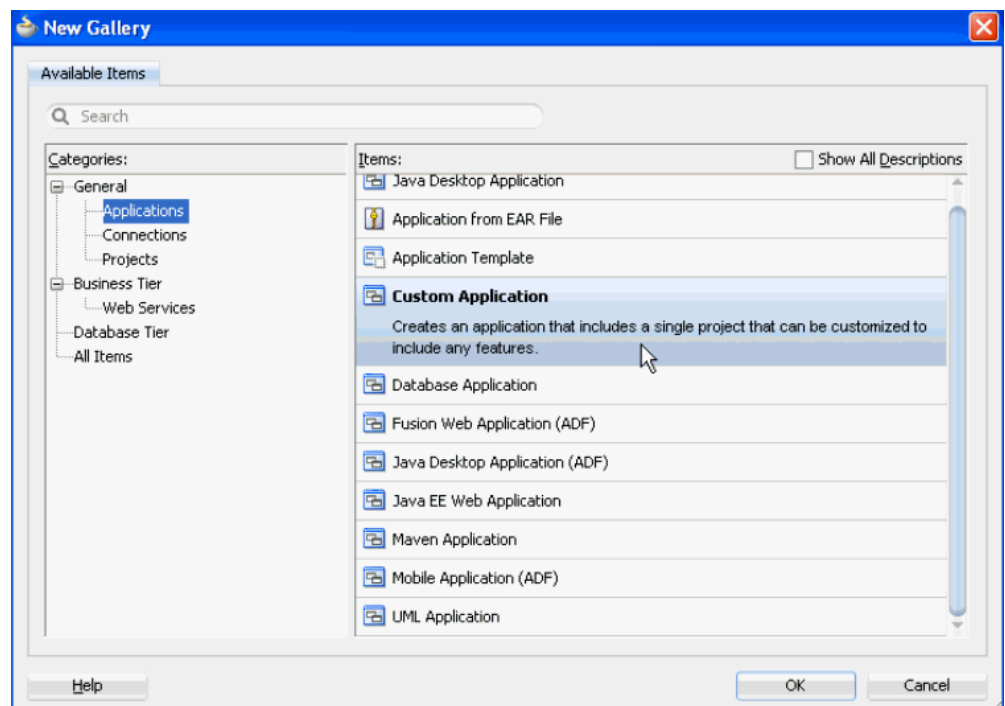 New Gallery
Available Items
Search
Categories:
General
Applications
Connections
Projects
Business Tier
Web Services
Database Tier
All Items
Items:
Show All Descriptions
Java Desktop Application
Application from EAR File
Application Template
Custom Application
Creates an application that includes a single project that can be customized to
include any features.
Database Application
Fusion Web Application (ADF)
Java Desktop Application (ADF)
Java EE Web Application
Maven Application
Mobile Application (ADF)
UML Application
Help
OK
Cancel